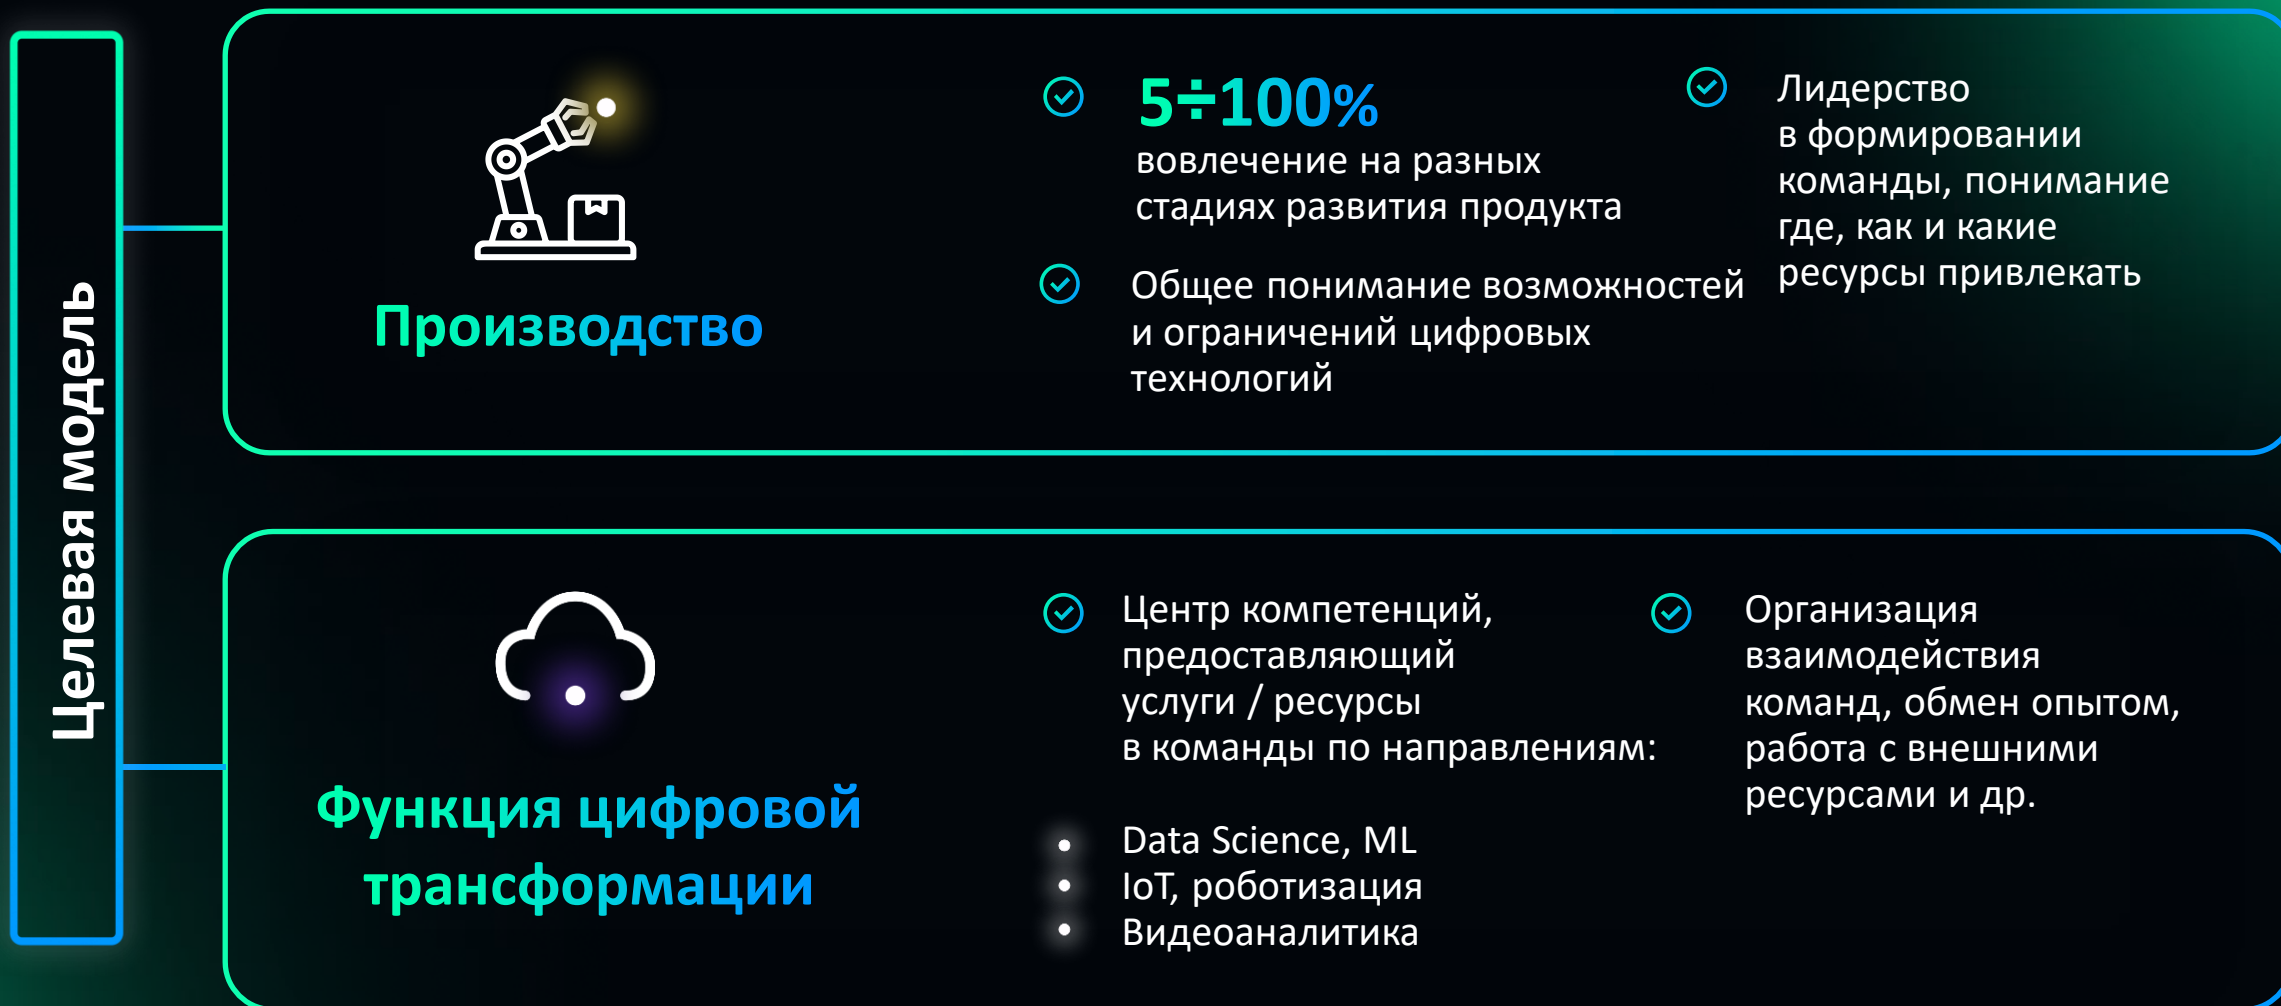 Целевая модель
Производство
5÷100%
вовлечение на разных
стадиях развития продукта
Общее понимание возможностей
и ограничений цифровых
технологий
Лидерство
в формировании
команды, понимание
где, как и какие
ресурсы привлекать
Функция цифровой
трансформации
Центр компетенций,
предоставляющий
услуги / ресурсы
в команды по направлениям:
Data Science, ML
IoT, роботизация
Видеоаналитика
Организация
взаимодействия
команд, обмен опытом,
работа с внешними
ресурсами и др.